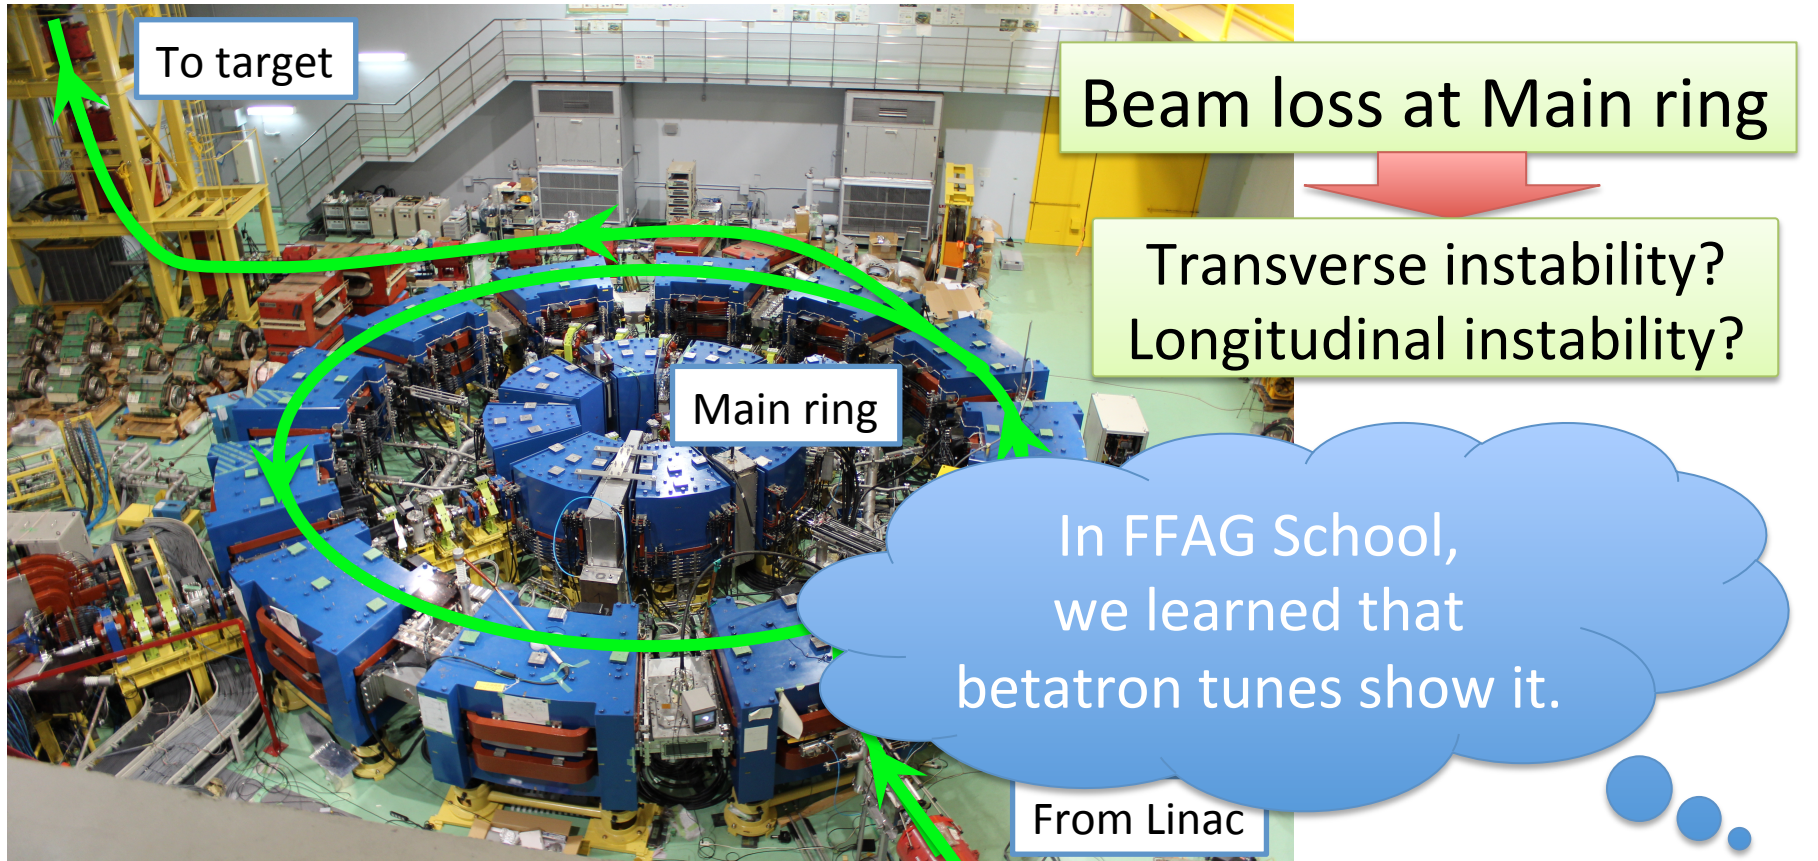 To target
Beam loss at Main ring
Transverse instability?
Longitudinal instability?
Main ring
In FFAG School,
we learned that
betatron tunes show it.
From Linac